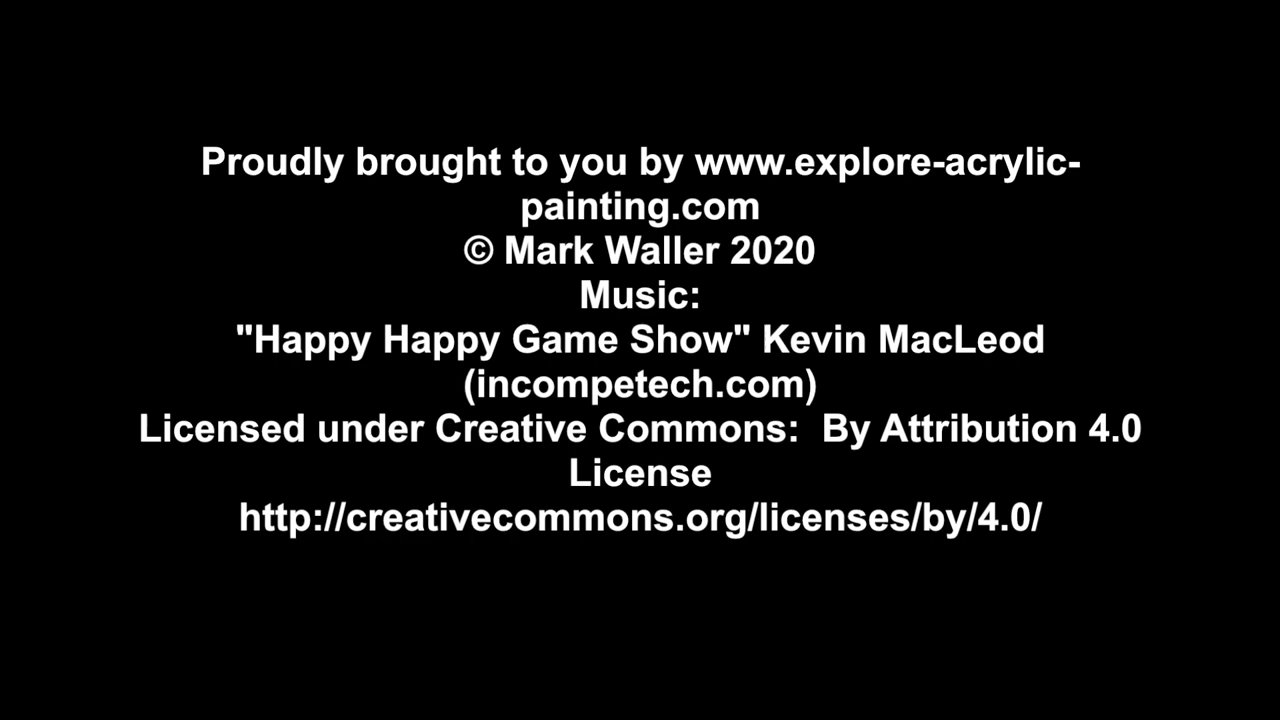 Proudly brought to you by www.explore-acrylic-
painting.com
© Mark Waller 2020
Music:
"Happy Happy Game Show" Kevin MacLeod
(incompetech.com)
Licensed under Creative Commons:  By Attribution 4.0
License
http://creativecommons.org/licenses/by/4.0/